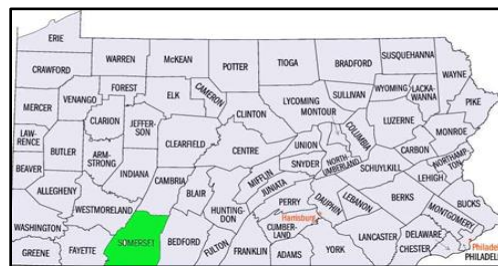 ERIE
CRAWFORD
WARREN
McKEAN
POTTER
TIOGA
BRADFORD
SUSQUEHANNA
WAYNE
MERCER
VENANGO
FOREST
ELK
CAMERON
CLINTON
LYCOMING
SULLIVAN
WYOMING
LACKA-
WANNA
PIKE
LAW-
RENCE
BUTLER
CLARION
JEFFER-
SON
CLEARFIELD
CENTRE
MONTOUR
COLUMBIA
LUZERNE
MONROE
BEAVER
ARM-
STRONG
INDIANA
UNION
SNYDER
NORTH-
UMBERLAND
SCHUYLKILL
CARBON
NORTHAMP-
TON
LEHIGH
ALLEGHENY
CAMBRIA
BLAIR
MIFFLIN
JUNIATA
PERRY
DAUPHIN
LEBANON
BERKS
BUCKS
MONTGOMERY
WESTMORELAND
HUNTING-
DON
Harrisburg
CUMBER-
LAND
WASHINGTON
GREENE
FAYETTE
SOMERSET
BEDFORD
FULTON
FRANKLIN
ADAMS
YORK
LANCASTER
CHESTER
DELAWARE
Philade
PHILADEL